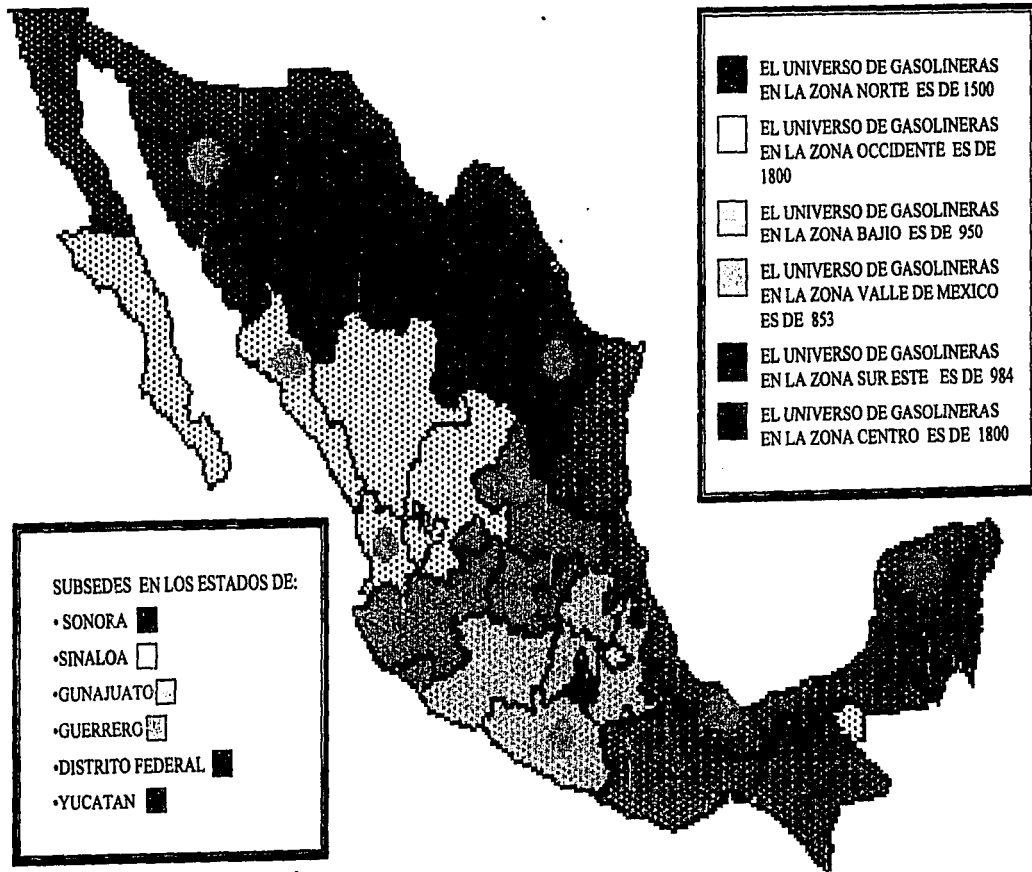 EL UNIVERSO DE GASOLINERAS
EN LA ZONA NORTE ES DE 1500
EL UNIVERSO DE GASOLINERAS
EN LA ZONA OCCIDENTE ES DE
1800
EL UNIVERSO DE GASOLINERAS
EN LA ZONA BAJIO ES DE 950
EL UNIVERSO DE GASOLINERAS
EN LA ZONA VALLE DE MEXICO
ES DE 853
EL UNIVERSO DE GASOLINERAS
EN LA ZONA SUR ESTE ES DE 984
EL UNIVERSO DE GASOLINERAS
EN LA ZONA CENTRO ES DE 1800
SUBSEDES EN LOS ESTADOS DE:
•SONORA
•SINALOA
•GUNAJUATO
•GUERRERO
•DISTRITO FEDERAL
•YUCATAN